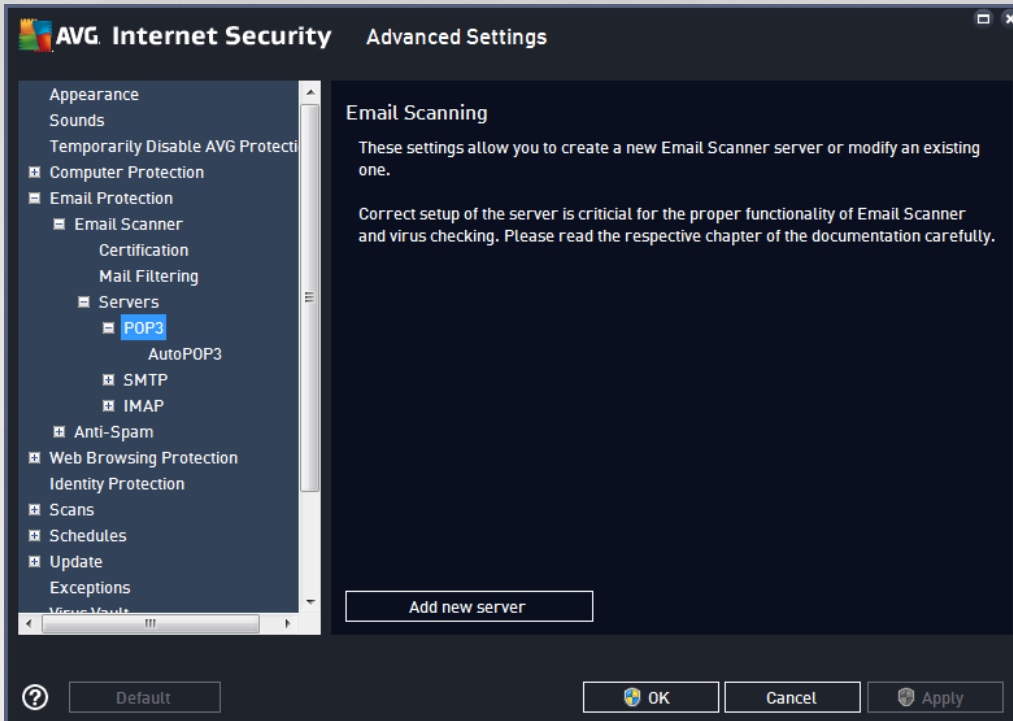 AVG. Internet Security Advanced Settings
Appearance
Sounds
Temporarily Disable AVG Protecti
Computer Protection
Email Protection
Email Scanner
Certification
Mail Filtering
Servers
POP3
AutoPOP3
SMTP
IMAP
Anti-Spam
Web Browsing Protection
Identity Protection
Scans
Schedules
Update
Exceptions
Virus Vault
Email Scanning
These settings allow you to create a new Email Scanner server or modify an existing
one.
Correct setup of the server is criticial for the proper functionality of Email Scanner
and virus checking. Please read the respective chapter of the documentation carefully.
Add new server
Default
OK
Cancel
Apply